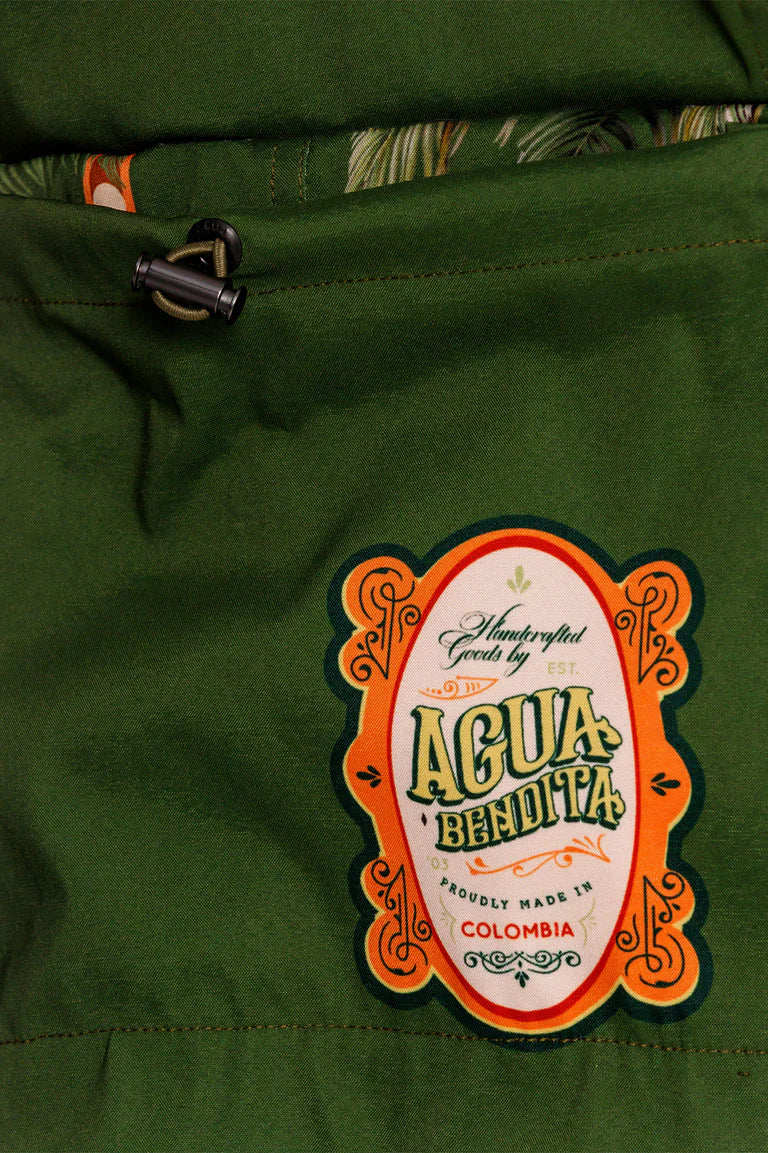 Handcrafted
Goods by
EST.
AGUA
BENDITA
'03
PROUDLY MADE IN
COLOMBIA